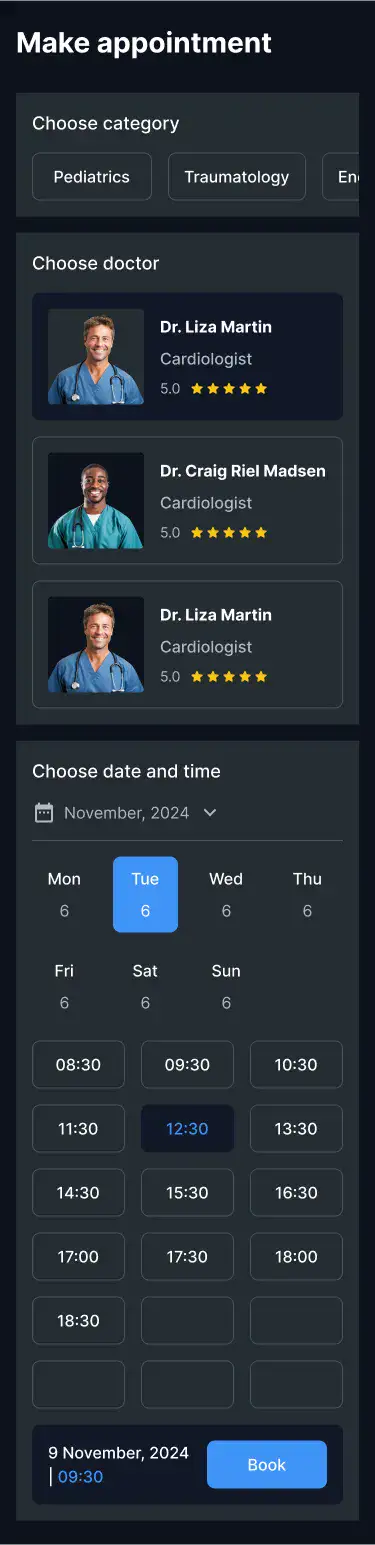 Make appointment
Choose category
Pediatrics Traumatology
Choose doctor
Dr. Liza Martin
Cardiologist
5.0
Dr. Craig Riel Madsen
Cardiologist
5.0
Dr. Liza Martin
Cardiologist
5.0
Choose date and time
November, 2024
Mon Tue Wed Thu
6 6 6 6
Fri Sat Sun
6 6 6
08:30 09:30 10:30
11:30 12:30 13:30
14:30 15:30 16:30
17:00 17:30 18:00
18:30
9 November, 2024
| 09:30
Book